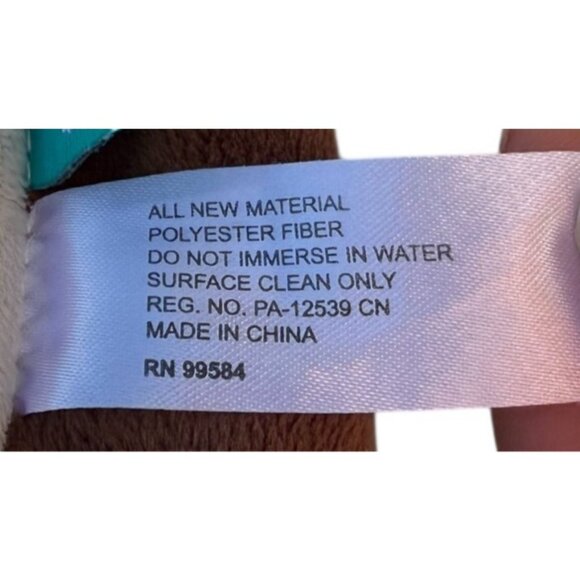 ALL NEW MATERIAL
POLYESTER FIBER
DO NOT IMMERSE IN WATER
SURFACE CLEAN ONLY
REG. NO. PA-12539 CN
MADE IN CHINA
RN 99584